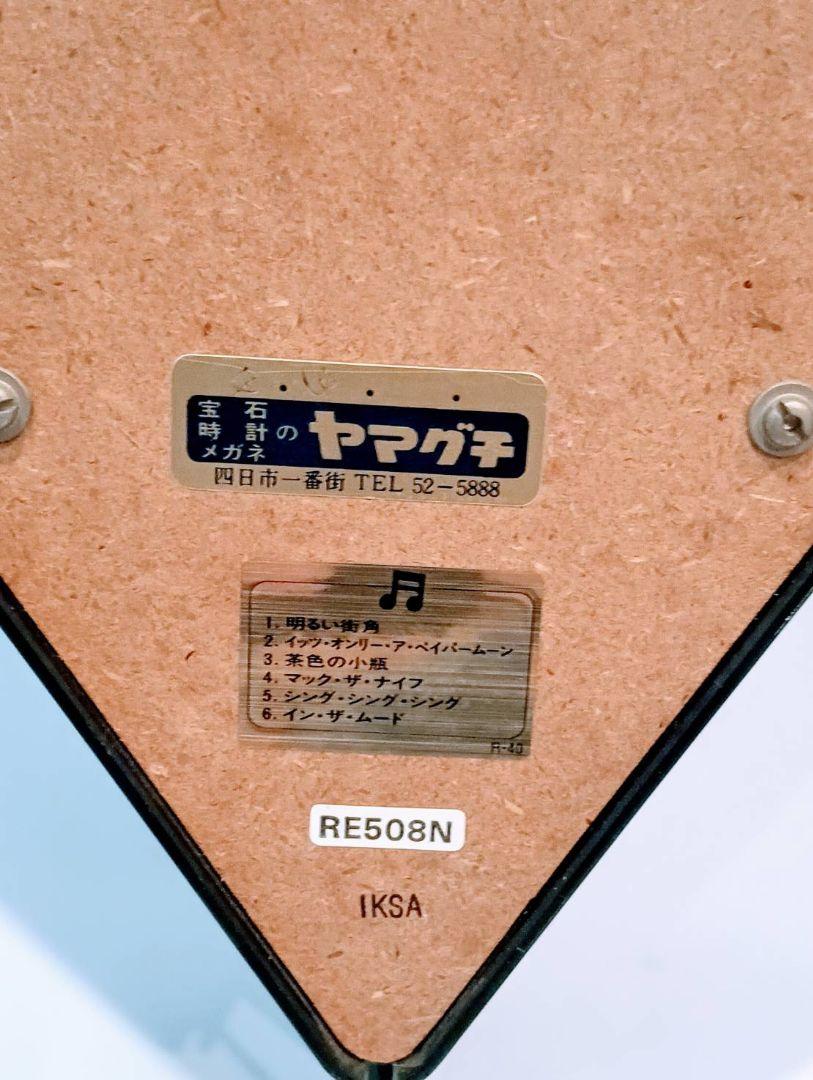 宝石
時計の
メガネ
ヤマグチ
四日市一番街 TEL 52-5888
1. 明るい街角
2. イッツ・オンリー・ア・ペイパームーン
3. 茶色の小瓶
4. マック・ザ・ナイフ
5. シング・シング・シング
6. イン・ザ・ムード
R-40
RE508N
IKSA